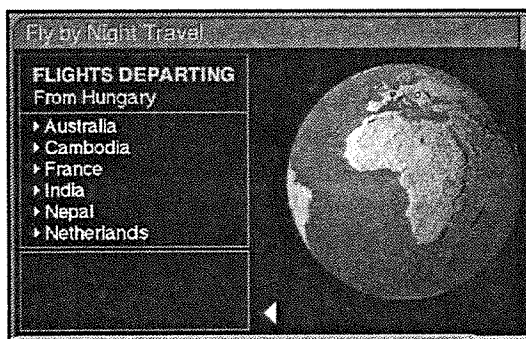 Fly by Night Travel
FLIGHTS DEPARTING
From Hungary
Australia
Cambodia
France
India
Nepal
Netherlands